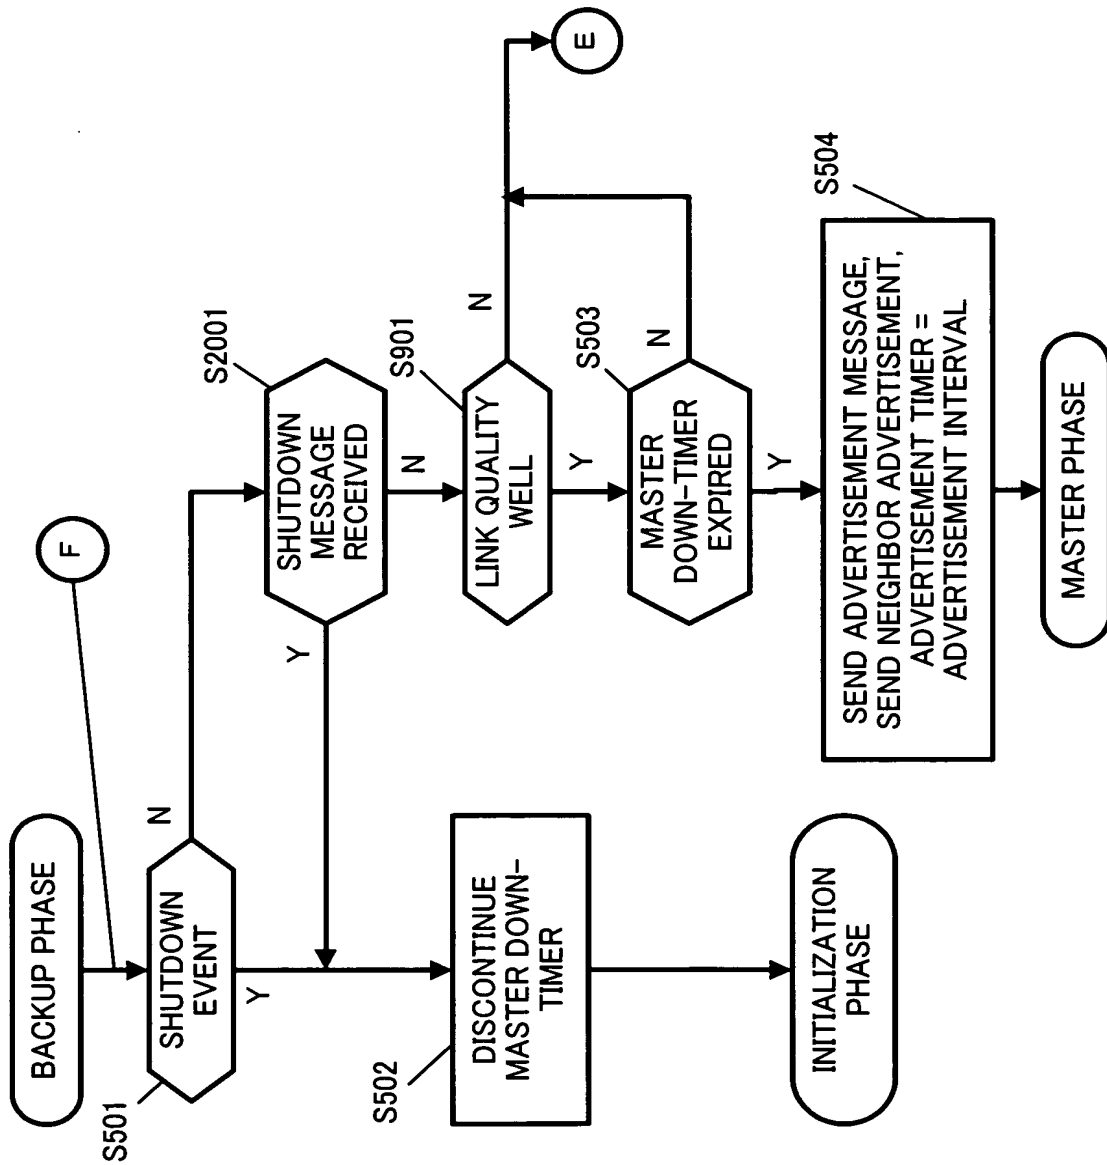 BACKUP PHASE
F
S501
SHUTDOWN
EVENT
N
Y
S2001
SHUTDOWN
MESSAGE
RECEIVED
Y
N
S901
LINK QUALITY
WELL
N
Y
E
S502
DISCONTINUE
MASTER DOWN-
TIMER
S503
MASTER
DOWN-TIMER
EXPIRED
N
Y
S504
SEND ADVERTISEMENT MESSAGE,
SEND NEIGHBOR ADVERTISEMENT,
ADVERTISEMENT TIMER =
ADVERTISEMENT INTERVAL
INITIALIZATION
PHASE
MASTER PHASE